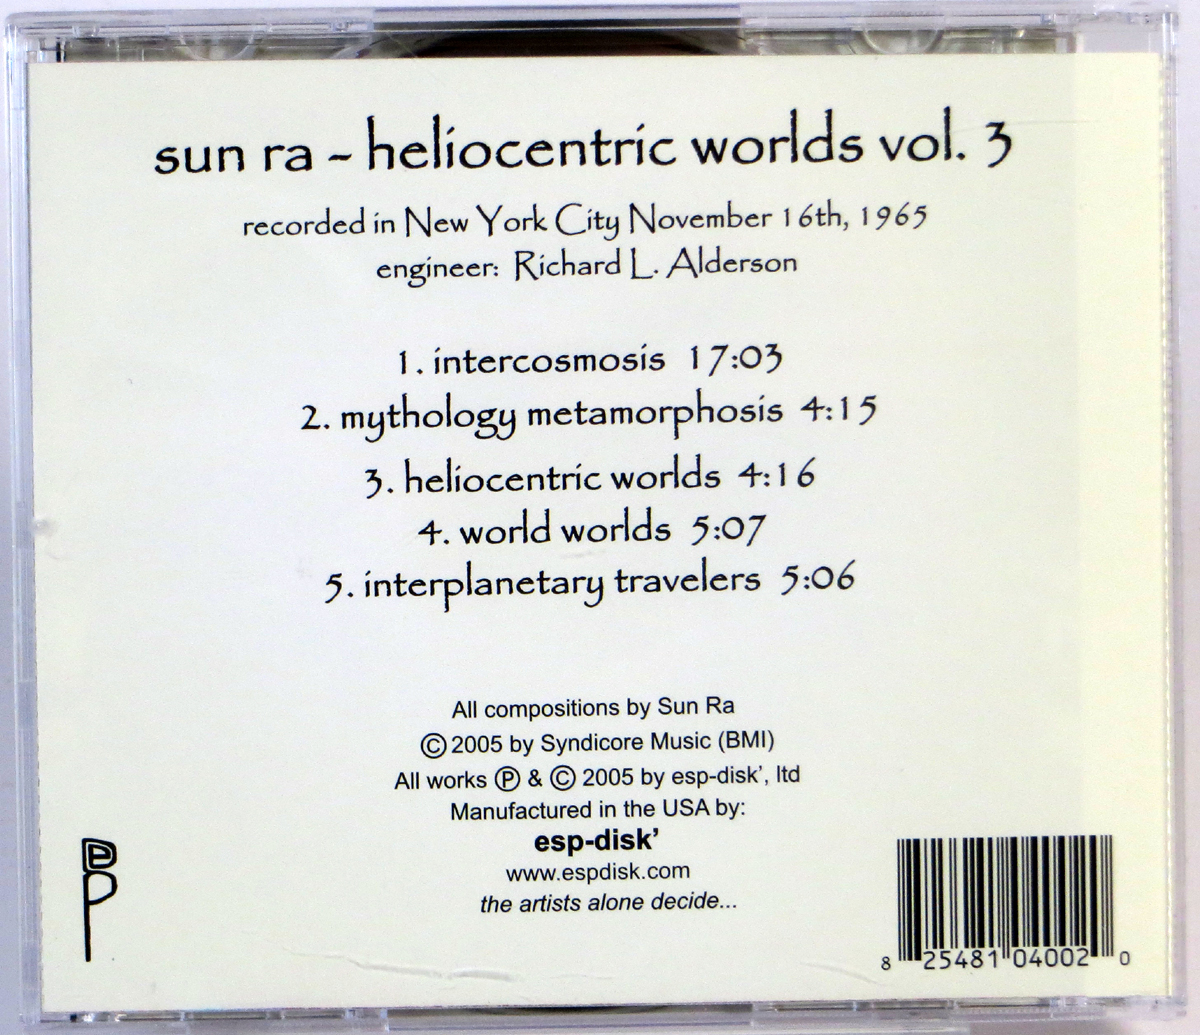 sun ra ~ heliocentric worlds vol. 3
recorded in New York City November 16th, 1965
engineer: Richard L. Alderson
1. intercosmosis 17:03
2. mythology metamorphosis 4:15
3. heliocentric worlds 4:16
4. world worlds 5:07
5. interplanetary travelers 5:06
All compositions by Sun Ra
© 2005 by Syndicore Music (BMI)
All works ℗ & © 2005 by esp-disk', ltd
Manufactured in the USA by:
esp-disk'
www.espdisk.com
the artists alone decide...
8 25481 04002 0